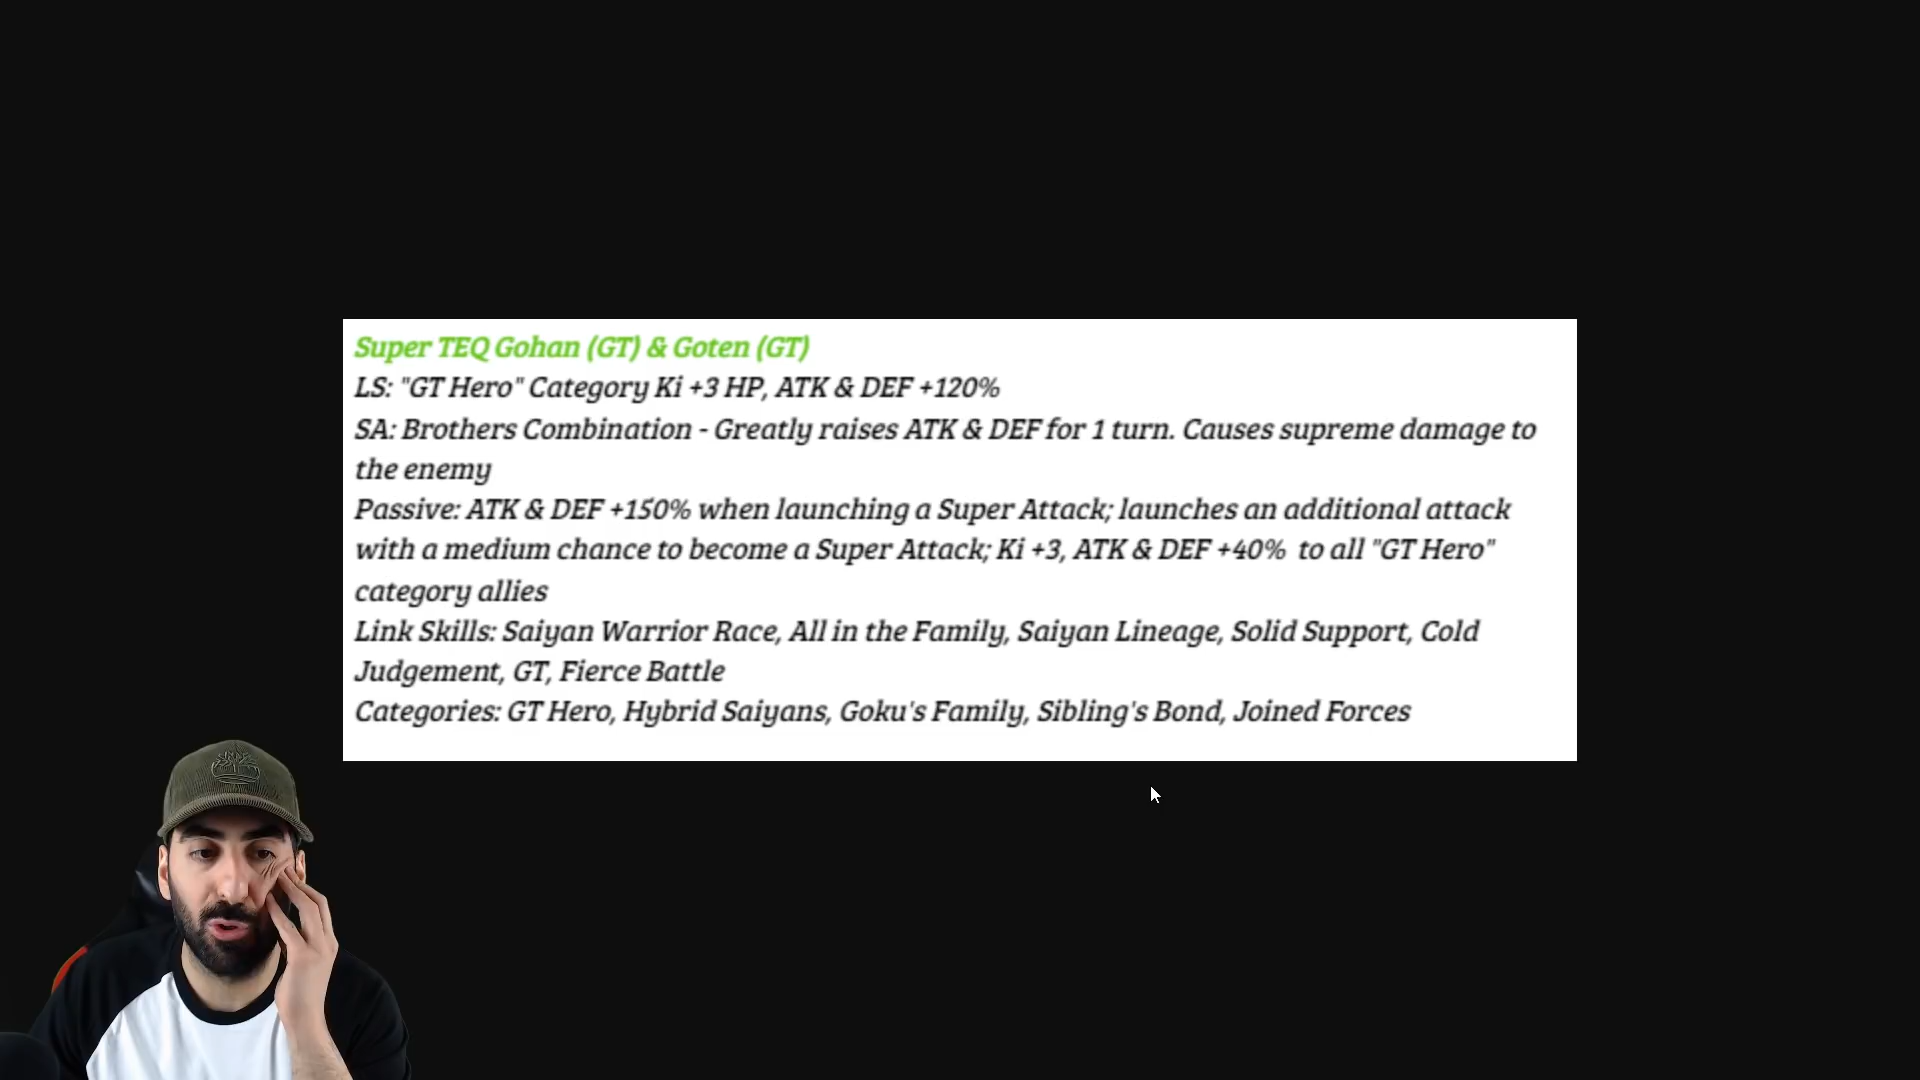 Super TEQ Gohan (GT) & Goten (GT)
LS: "GT Hero" Category Ki +3 HP, ATK & DEF +120%
SA: Brothers Combination - Greatly raises ATK & DEF for 1 turn. Causes supreme damage to
the enemy
Passive: ATK & DEF +150% when launching a Super Attack; launches an additional attack
with a medium chance to become a Super Attack; Ki +3, ATK & DEF +40% to all "GT Hero"
category allies
Link Skills: Saiyan Warrior Race, All in the Family, Saiyan Lineage, Solid Support, Cold
Judgement, GT, Fierce Battle
Categories: GT Hero, Hybrid Saiyans, Goku's Family, Sibling's Bond, Joined Forces